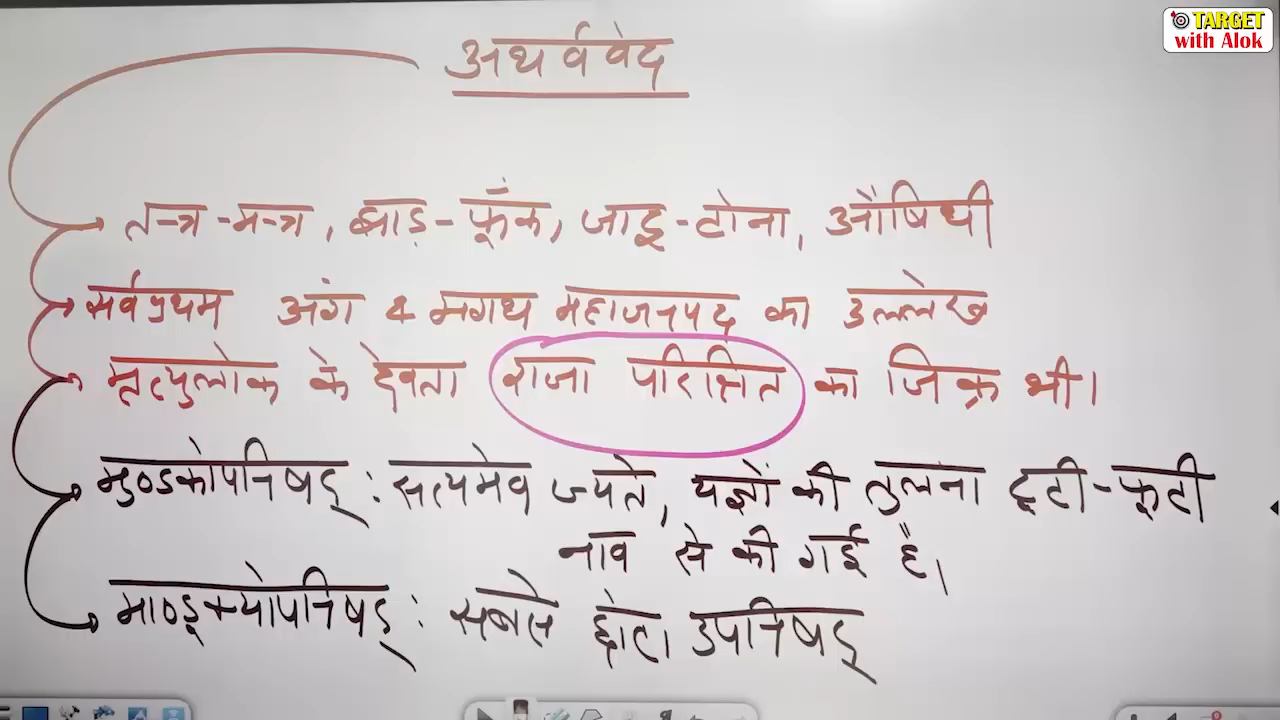 TARGET
with Alok
अथर्ववेद
तन्त्र-मन्त्र, झाड़-फूँक, जादू-टोना, औषिधी
सर्वप्रथम अंग & मगध महाजनपद का उल्लेख
मृत्युलोक के देवता राजा परिक्षित का जिक्र भी।
मुण्डकोपनिषद् : सत्यमेव ज्यते, यज्ञों की तुलना टूटी-फूटी
नाव से की गई है।
माण्डूक्योपनिषद् : सबसे छोटा उपनिषद्